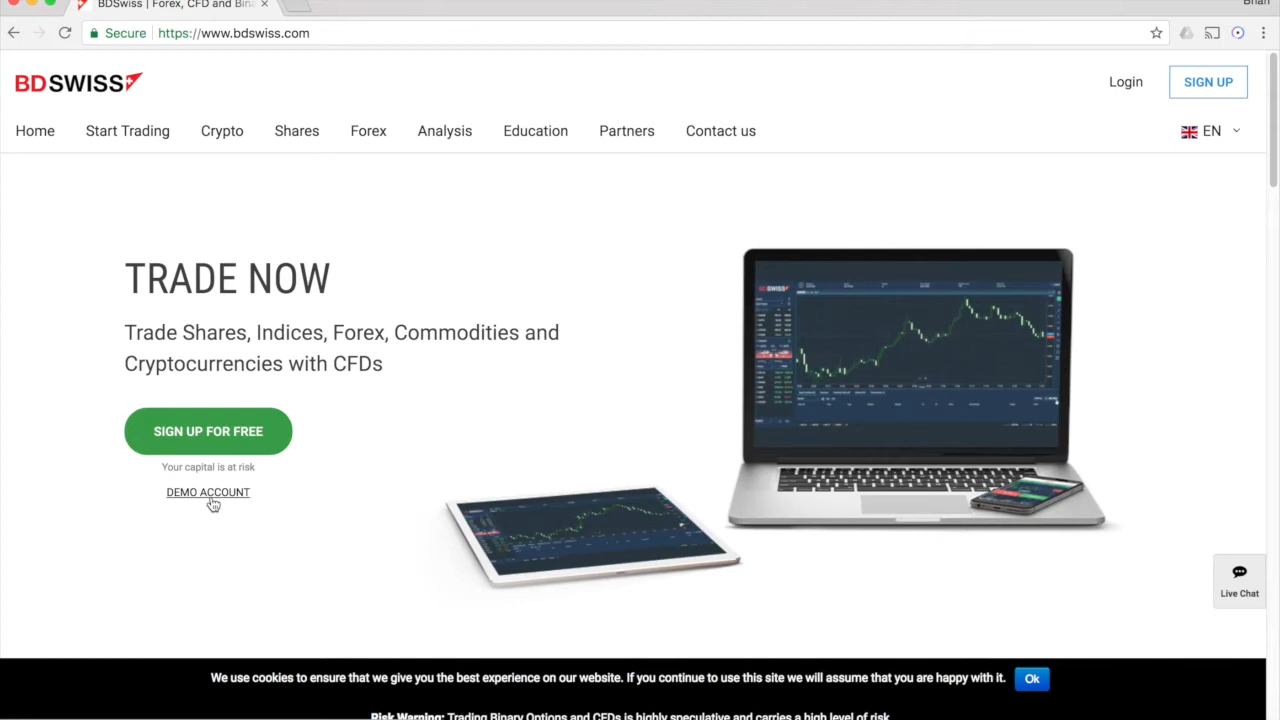 BDSwiss | Forex, CFD and Bina
Brian
Secure
https://www.bdswiss.com
BDSWISS
Login
SIGN UP
Home
Start Trading
Crypto
Shares
Forex
Analysis
Education
Partners
Contact us
EN
TRADE NOW
Trade Shares, Indices, Forex, Commodities and
Cryptocurrencies with CFDs
SIGN UP FOR FREE
Your capital is at risk
DEMO ACCOUNT
BDSWISS
Live Chat
We use cookies to ensure that we give you the best experience on our website. If you continue to use this site we will assume that you are happy with it.
Ok
Risk Warning: Trading Binary Options and CFDs is highly speculative and carries a high level of risk